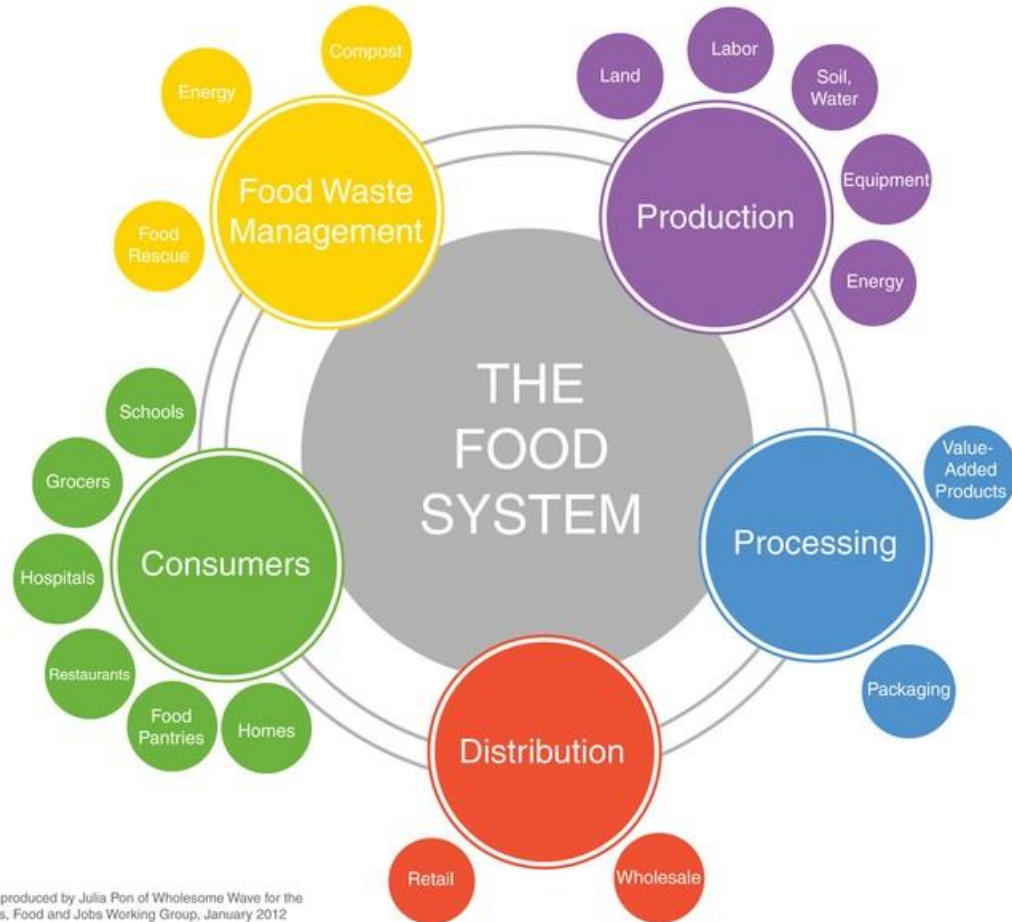 Compost
Energy
Food Waste
Management
Food
Rescue
Land
Labor
Soil,
Water
Equipment
Energy
Production
THE
FOOD
SYSTEM
Value-
Added
Products
Processing
Packaging
Distribution
Wholesale
Retail
Schools
Grocers
Consumers
Hospitals
Restaurants
Food
Pantries
Homes
produced by Julia Pon of Wholesome Wave for the
s, Food and Jobs Working Group, January 2012